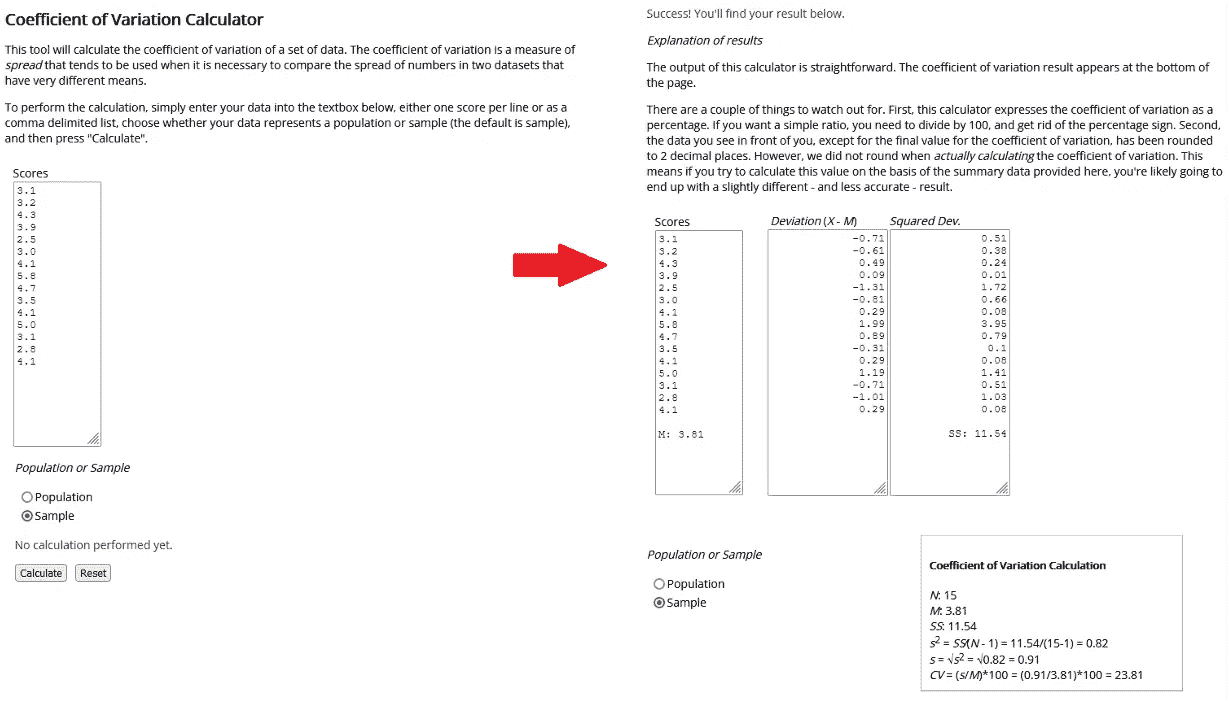 Coefficient of Variation Calculator
This tool will calculate the coefficient of variation of a set of data. The coefficient of variation is a measure of
spread that tends to be used when it is necessary to compare the spread of numbers in two datasets that
have very different means.
To perform the calculation, simply enter your data into the textbox below, either one score per line or as a
comma delimited list, choose whether your data represents a population or sample (the default is sample),
and then press "Calculate".
Scores
3.1
3.2
4.3
3.9
2.5
3.0
4.1
5.8
4.7
3.5
4.1
5.0
3.1
2.8
4.1
Population or Sample
Population
Sample
No calculation performed yet.
Calculate Reset
Success! You'll find your result below.
Explanation of results
The output of this calculator is straightforward. The coefficient of variation result appears at the bottom of
the page.
There are a couple of things to watch out for. First, this calculator expresses the coefficient of variation as a
percentage. If you want a simple ratio, you need to divide by 100, and get rid of the percentage sign. Second,
the data you see in front of you, except for the final value for the coefficient of variation, has been rounded
to 2 decimal places. However, we did not round when actually calculating the coefficient of variation. This
means if you try to calculate this value on the basis of the summary data provided here, you're likely going to
end up with a slightly different - and less accurate - result.
Scores Deviation (X - M) Squared Dev.
3.1 -0.71 0.51
3.2 -0.61 0.38
4.3 0.49 0.24
3.9 0.09 0.01
2.5 -1.31 1.72
3.0 -0.81 0.66
4.1 0.29 0.08
5.8 1.99 3.95
4.7 0.89 0.79
3.5 -0.31 0.1
4.1 0.29 0.08
5.0 1.19 1.41
3.1 -0.71 0.51
2.8 -1.01 1.03
4.1 0.29 0.08
M: 3.81 SS: 11.54
Population or Sample
Population
Sample
Coefficient of Variation Calculation
N: 15
M: 3.81
SS: 11.54
s² = SS(N - 1) = 11.54/(15-1) = 0.82
s = √s² = √0.82 = 0.91
CV = (s/M)*100 = (0.91/3.81)*100 = 23.81